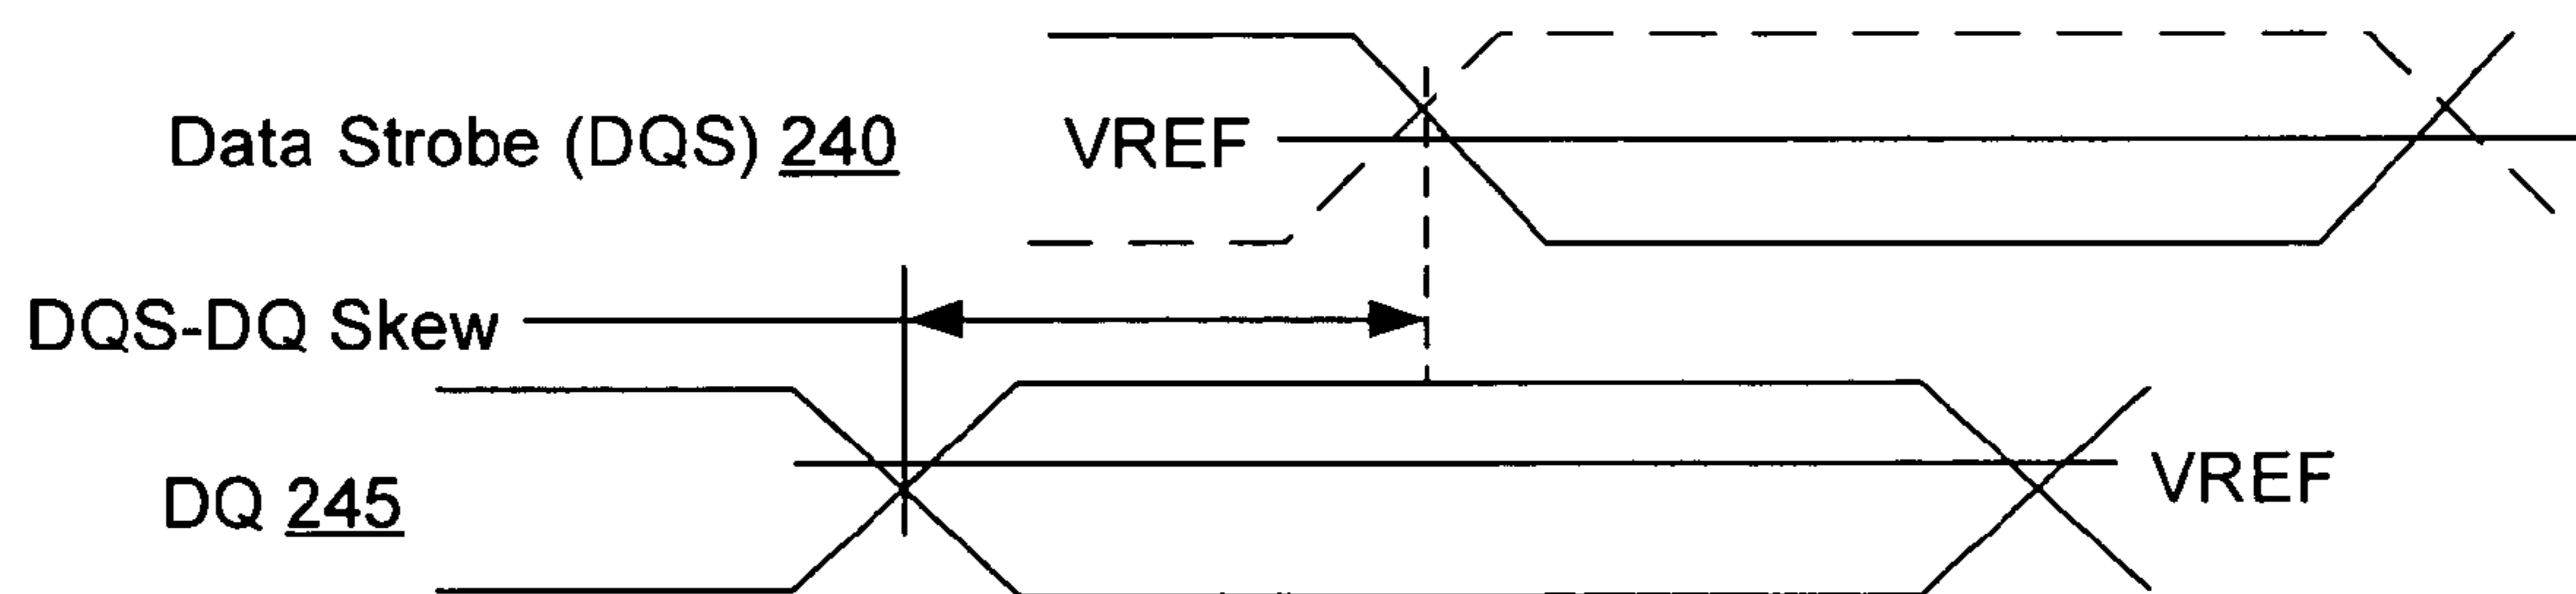 Data Strobe (DQS) 240
VREF
DQS-DQ Skew
DQ 245
VREF